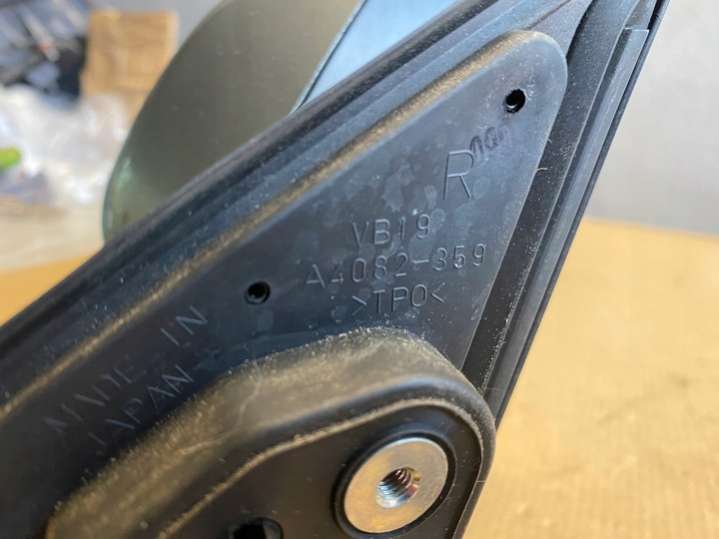 R
VB19
A4082-359
>TPO<
MADE IN
JAPAN